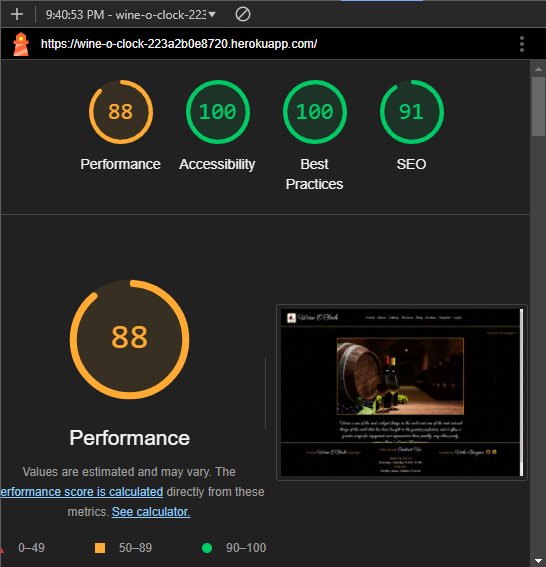 9:40:53 PM - wine-o-clock-223
https://wine-o-clock-223a2b0e8720.herokuapp.com/
88 100 100 91
Performance Accessibility Best Practices SEO
88
Performance
Values are estimated and may vary. The
erformance score is calculated directly from these
metrics. See calculator.
0–49 50–89 90–100
Wine O'Clock